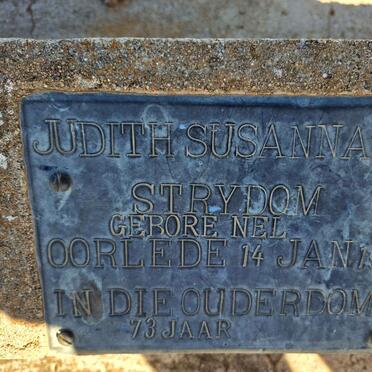 JUDITH SUSANNA
STRYDOM
GEBORE NEL
OORLEDE 14 JAN
IN DIE OUDERDOM
73 JAAR